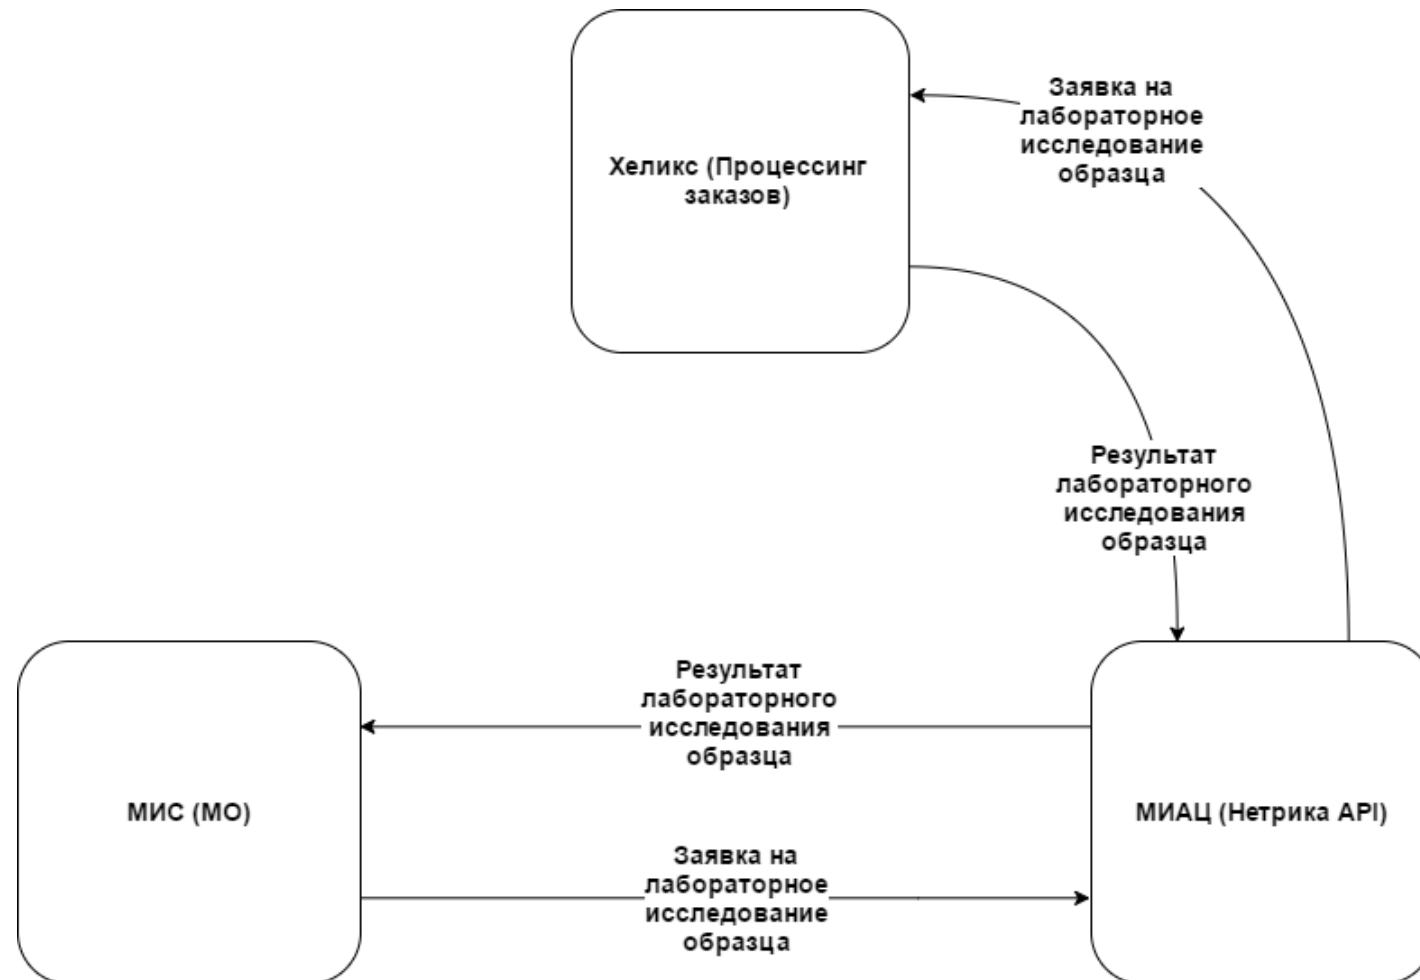 Хеликс (Процессинг
заказов)
Заявка на
лабораторное
исследование
образца
Результат
лабораторного
исследования
образца
Результат
лабораторного
исследования
образца
МИС (МО)
МИАЦ (Нетрика API)
Заявка на
лабораторное
исследование
образца